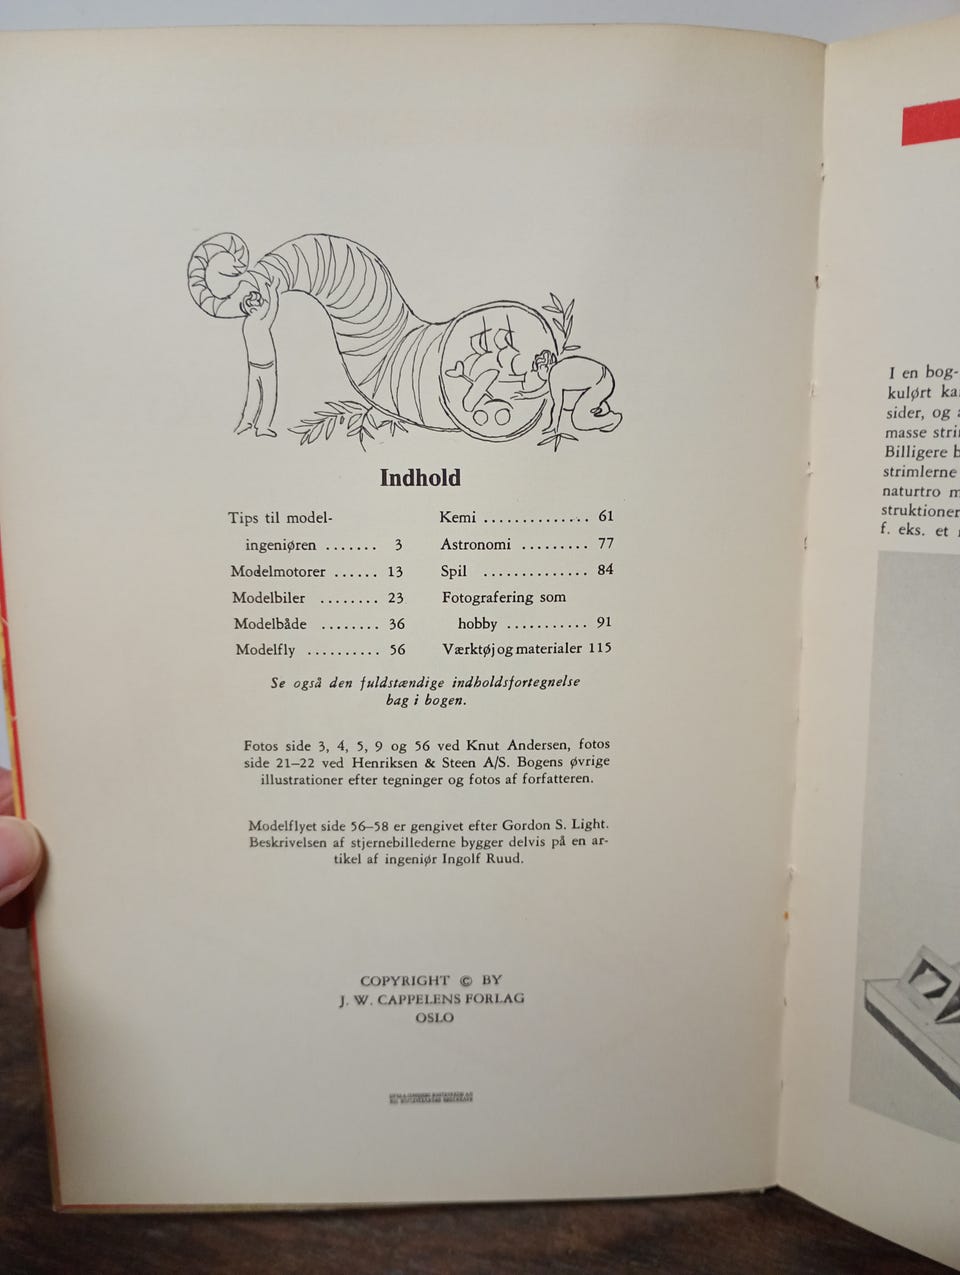 Indhold
Tips til model-
ingeniøren ....... 3
Modelmotorer ...... 13
Modelbiler ........ 23
Modelbåde ........ 36
Modelfly .......... 56
Kemi .............. 61
Astronomi ......... 77
Spil .............. 84
Fotografering som
hobby ........... 91
Værktøj og materialer 115
Se også den fuldstændige indholdsfortegnelse
bag i bogen.
Fotos side 3, 4, 5, 9 og 56 ved Knut Andersen, fotos
side 21–22 ved Henriksen & Steen A/S. Bogens øvrige
illustrationer efter tegninger og fotos af forfatteren.
Modelflyet side 56–58 er gengivet efter Gordon S. Light.
Beskrivelsen af stjernebillederne bygger delvis på en ar-
tikel af ingeniør Ingolf Ruud.
COPYRIGHT © BY
J. W. CAPPELENS FORLAG
OSLO
I en bog-
kulørt
sider, og
masse
Billigere
strimlerne
naturtro
struktioner
f. eks. et